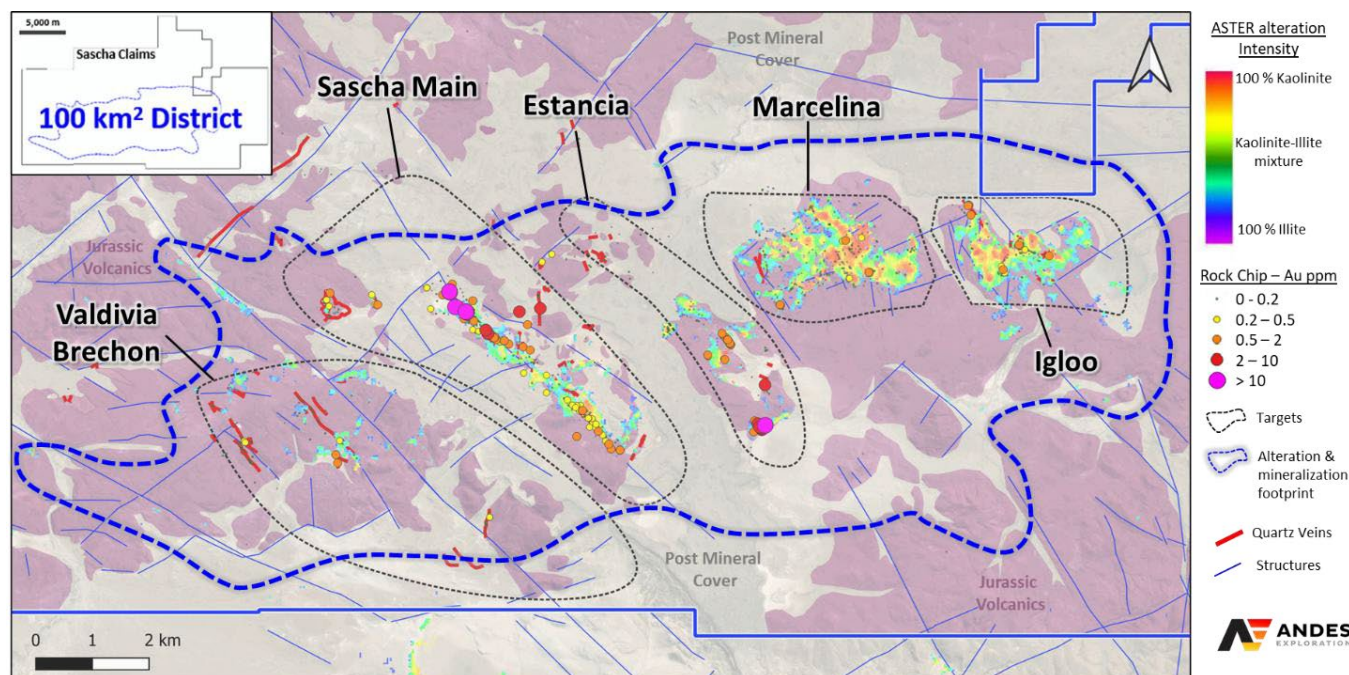 5,000 m
Sascha Claims
100 km² District
Post Mineral
Cover
Sascha Main
Estancia
Marcelina
Jurassic
Volcanics
Valdivia
Brechon
Igloo
Post Mineral
Cover
Jurassic
Volcanics
0 1 2 km
ASTER alteration
Intensity
100 % Kaolinite
Kaolinite-Illite
mixture
100 % Illite
Rock Chip – Au ppm
0 - 0.2
0.2 – 0.5
0.5 – 2
2 – 10
> 10
Targets
Alteration &
mineralization
footprint
Quartz Veins
Structures
ANDES
EXPLORATION